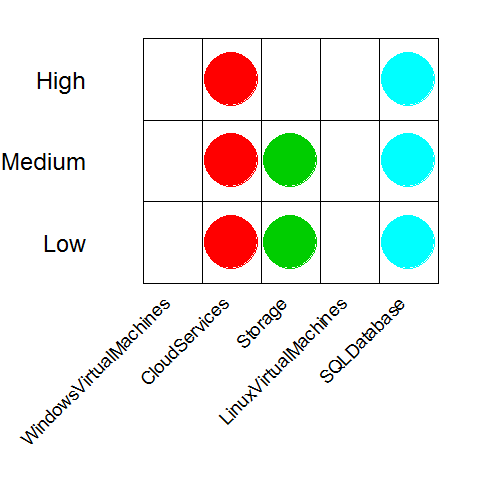 High
Medium
Low
WindowsVirtualMachines
CloudServices
Storage
LinuxVirtualMachines
SQLDatabase